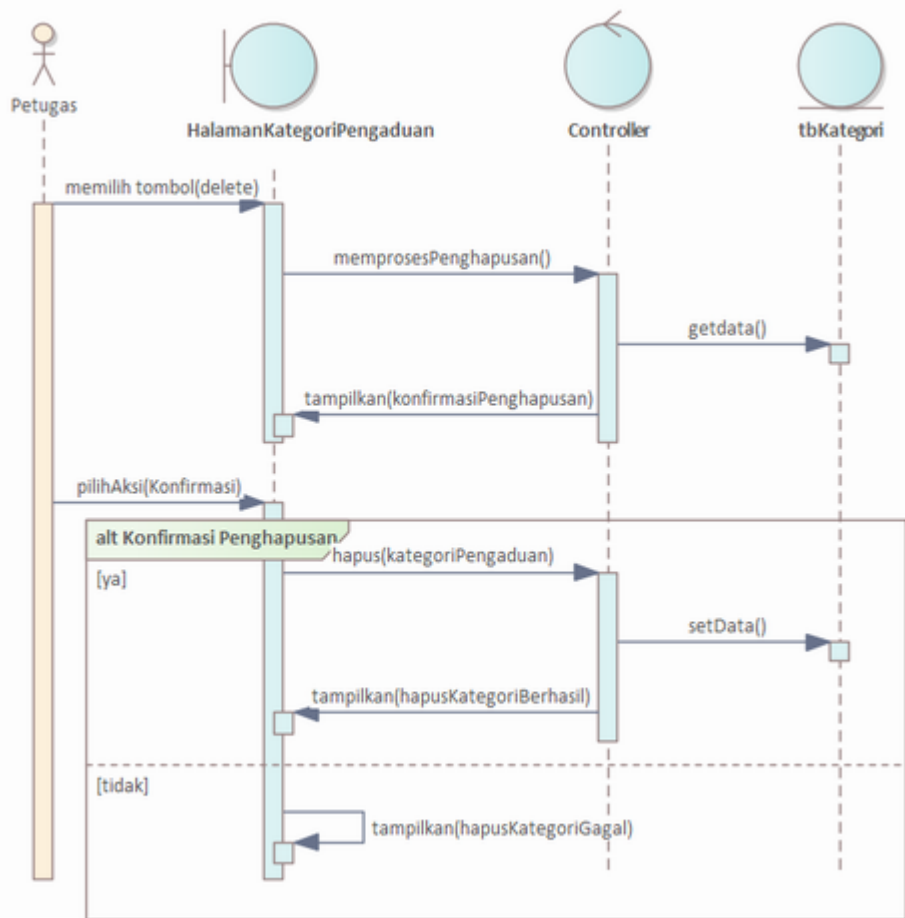 Petugas
HalamanKategoriPengaduan
Controller
tbKategori
memilih tombol(delete)
memprosesPenghapusan()
getdata()
tampilkan(konfirmasiPenghapusan)
pilihAksi(Konfirmasi)
alt Konfirmasi Penghapusan
hapus(kategoriPengaduan)
[ya]
setData()
tampilkan(hapusKategoriBerhasil)
[tidak]
tampilkan(hapusKategoriGagal)